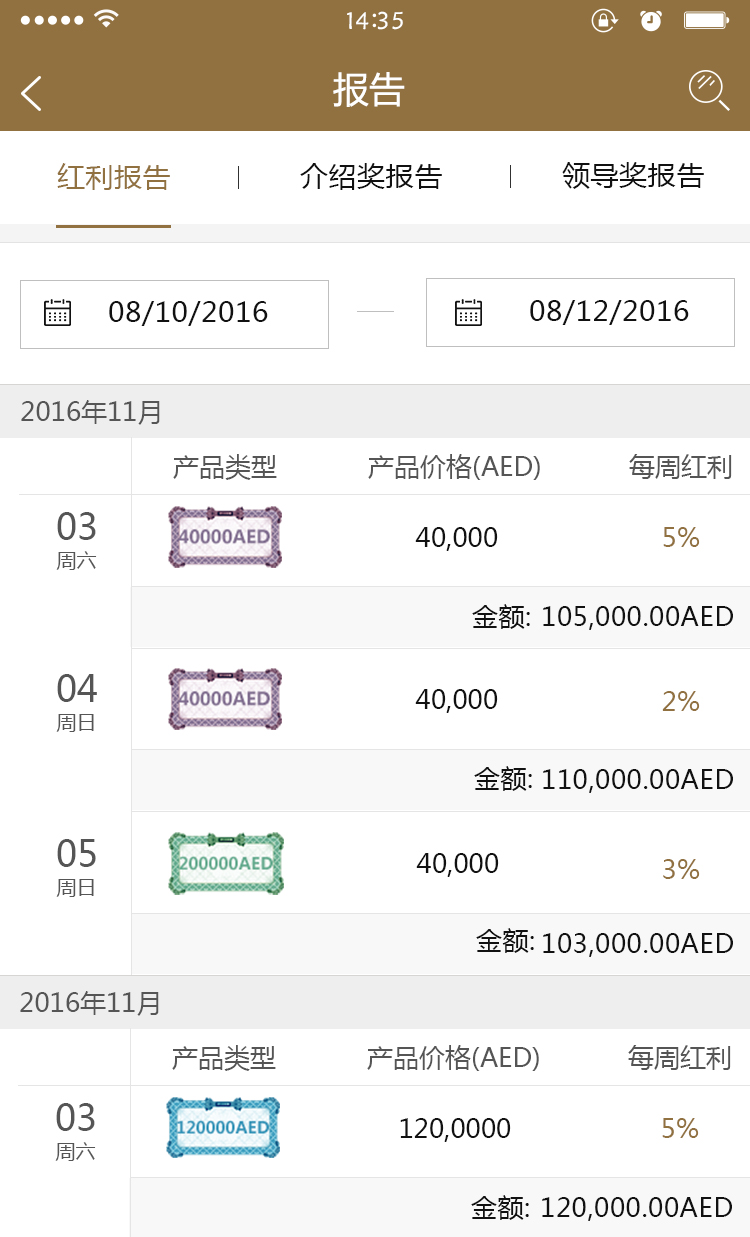 14:35
报告
红利报告 介绍奖报告 领导奖报告
08/10/2016 08/12/2016
2016年11月
产品类型 产品价格(AED) 每周红利
03 40000AED 40,000 5%
周六
金额: 105,000.00AED
04 40000AED 40,000 2%
周日
金额: 110,000.00AED
05 200000AED 40,000 3%
周日
金额: 103,000.00AED
2016年11月
产品类型 产品价格(AED) 每周红利
03 120000AED 120,0000 5%
周六
金额: 120,000.00AED